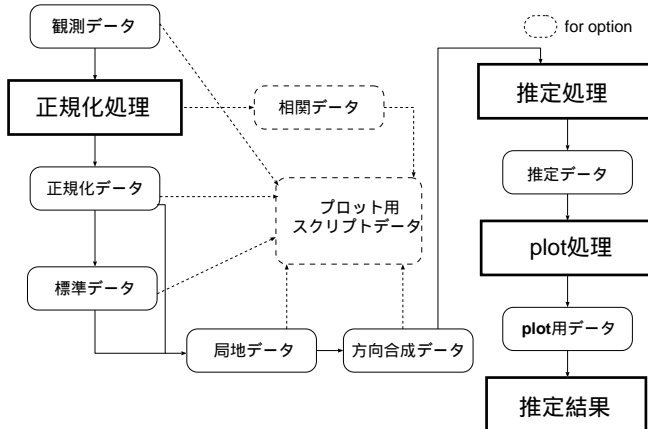 観測データ
正規化処理
正規化データ
標準データ
相関データ
プロット用
スクリプトデータ
局地データ
方向合成データ
for option
推定処理
推定データ
plot処理
plot用データ
推定結果